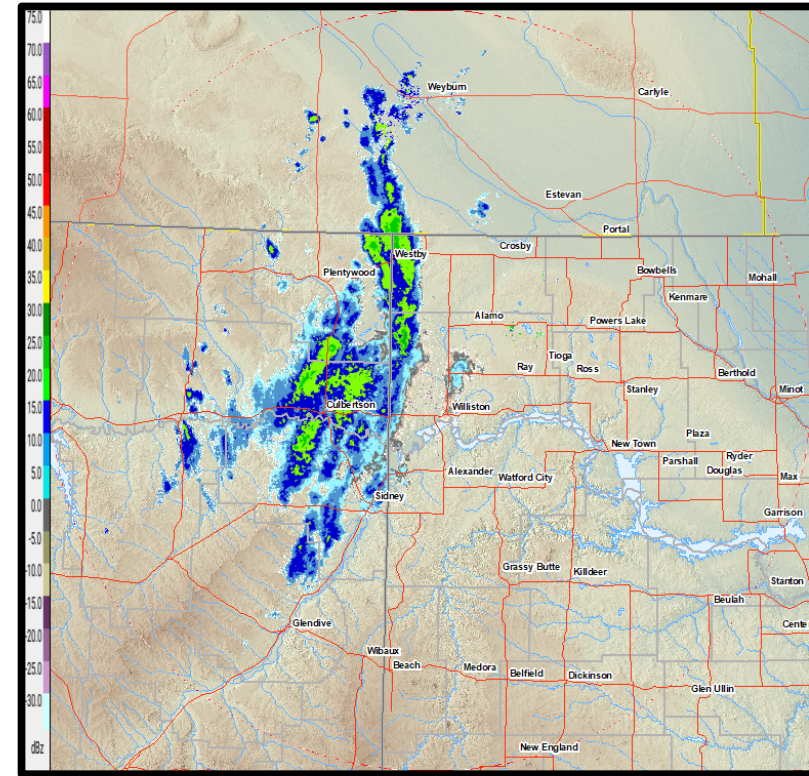 75.0
70.0
65.0
60.0
55.0
50.0
45.0
40.0
35.0
30.0
25.0
20.0
15.0
10.0
5.0
0.0
-5.0
-10.0
-15.0
-20.0
-25.0
-30.0
dBz
Weyburn
Carlyle
Estevan
Portal
Crosby
Westby
Plentywood
Bowbells
Mohall
Kenmare
Alamo
Powers Lake
Tioga
Ray
Ross
Berthold
Stanley
Minot
Culbertson
Williston
Plaza
New Town
Ryder
Parshall
Douglas
Max
Alexander
Watford City
Sidney
Garrison
Grassy Butte
Killdeer
Stanton
Beulah
Glendive
Cente
Wibaux
Beach
Medora
Belfield
Dickinson
Glen Ullin
New England